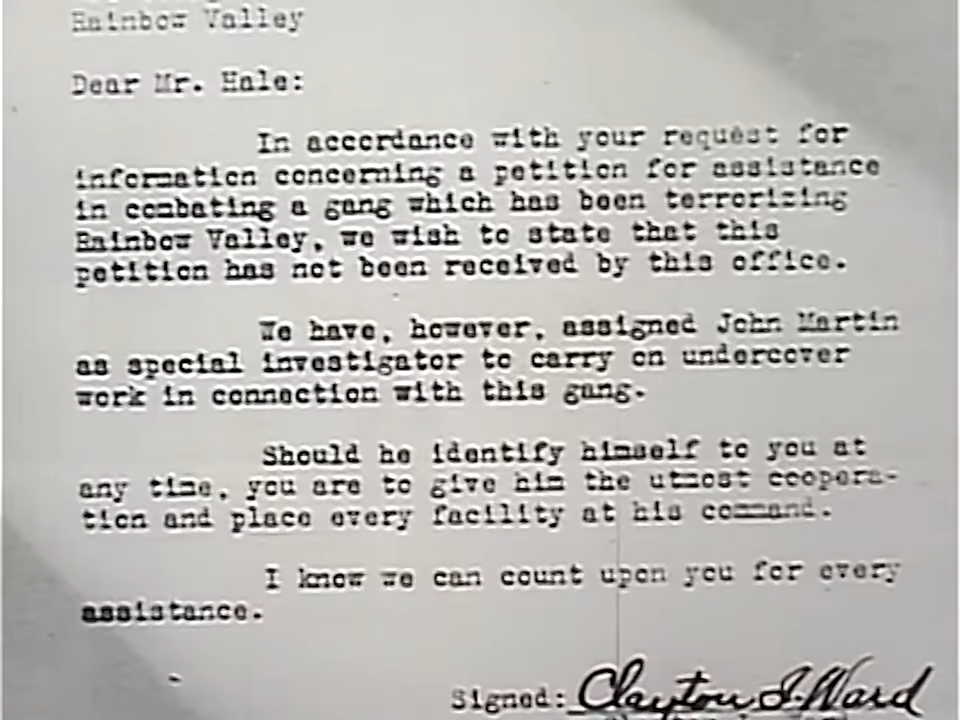 Rainbow Valley
Dear Mr. Hale:
In accordance with your request for
information concerning a petition for assistance
in combating a gang which has been terrorizing
Rainbow Valley, we wish to state that this
petition has not been received by this office.
We have, however, assigned John Martin
as special investigator to carry on undercover
work in connection with this gang.
Should he identify himself to you at
any time, you are to give him the utmost coopera-
tion and place every facility at his command.
I know we can count upon you for every
assistance.
Signed: Clayton I. Ward